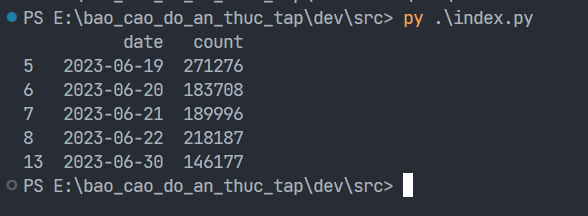 PS E:\bao_cao_do_an_thuc_tap\dev\src> py .\index.py
date count
5 2023-06-19 271276
6 2023-06-20 183708
7 2023-06-21 189996
8 2023-06-22 218187
13 2023-06-30 146177
PS E:\bao_cao_do_an_thuc_tap\dev\src>